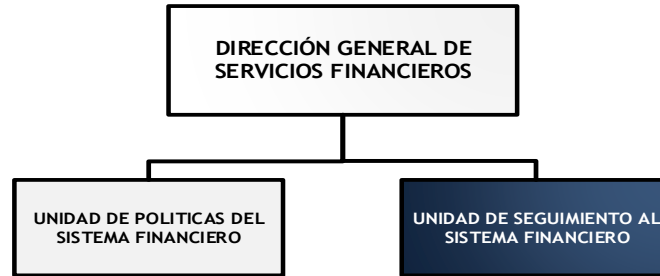 DIRECCIÓN GENERAL DE
SERVICIOS FINANCIEROS
UNIDAD DE POLITICAS DEL
SISTEMA FINANCIERO
UNIDAD DE SEGUIMIENTO AL
SISTEMA FINANCIERO